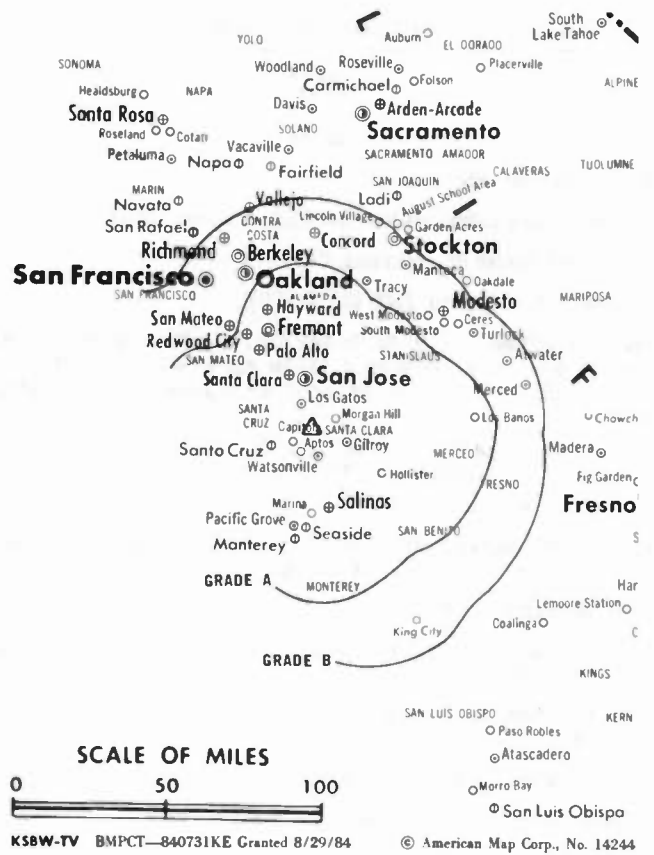 South
Lake Tahoe
Auburn
L
YOLO
EL DORADO
SONOMA
Woodland
Roseville
Placerville
Folson
Carmichael
ALPINE
Healdsburg
NAPA
Davis
Arden-Arcade
Sonta Rosa
Sacramento
Roseland
Cotati
SOLANO
Vacaville
Petaluma
SACRAMENTO
AMADOR
Napa
Fairfield
CALAVERAS
TUOLUMNE
MARIN
SAN JOAQUIN
Navata
Vallejo
Ladi
August School Area
I
Lincoln Village
San Rafael
CONTRA
COSTA
Garden Acres
Richmond
Concord
Stockton
Berkeley
Manteca
San Francisco
Oakland
Tracy
Oakdale
SAN FRANCISCO
ALAMEDA
Modesto
MARIPOSA
Hayward
West Modesto
Ceres
San Mateo
Fremont
South Modesto
Turlock
Redwood City
Palo Alto
STANISLAUS
Atwater
SAN MATEO
F
Santa Clara
San Jose
Merced
Los Gatos
SANTA
CRUZ
Morgan Hill
Los Banos
Chowch
Capitol
SANTA CLARA
Santo Cruz
Aptos
Gilroy
Madera
Watsonville
MERCED
Hollister
Fig Garden
FRESNO
Marina
Salinas
Fresno
Pacific Grove
Seaside
SAN BENITO
S
Monterey
GRADE A
MONTEREY
Har
Lemoore Station
King City
Coalinga
C
GRADE B
KINGS
SAN LUIS OBISPO
KERN
Paso Robles
SCALE OF MILES
Atascadero
0 50 100
Morro Bay
San Luis Obispa
KSBW-TV BMPCT—840731KE Granted 8/29/84 © American Map Corp., No. 14244